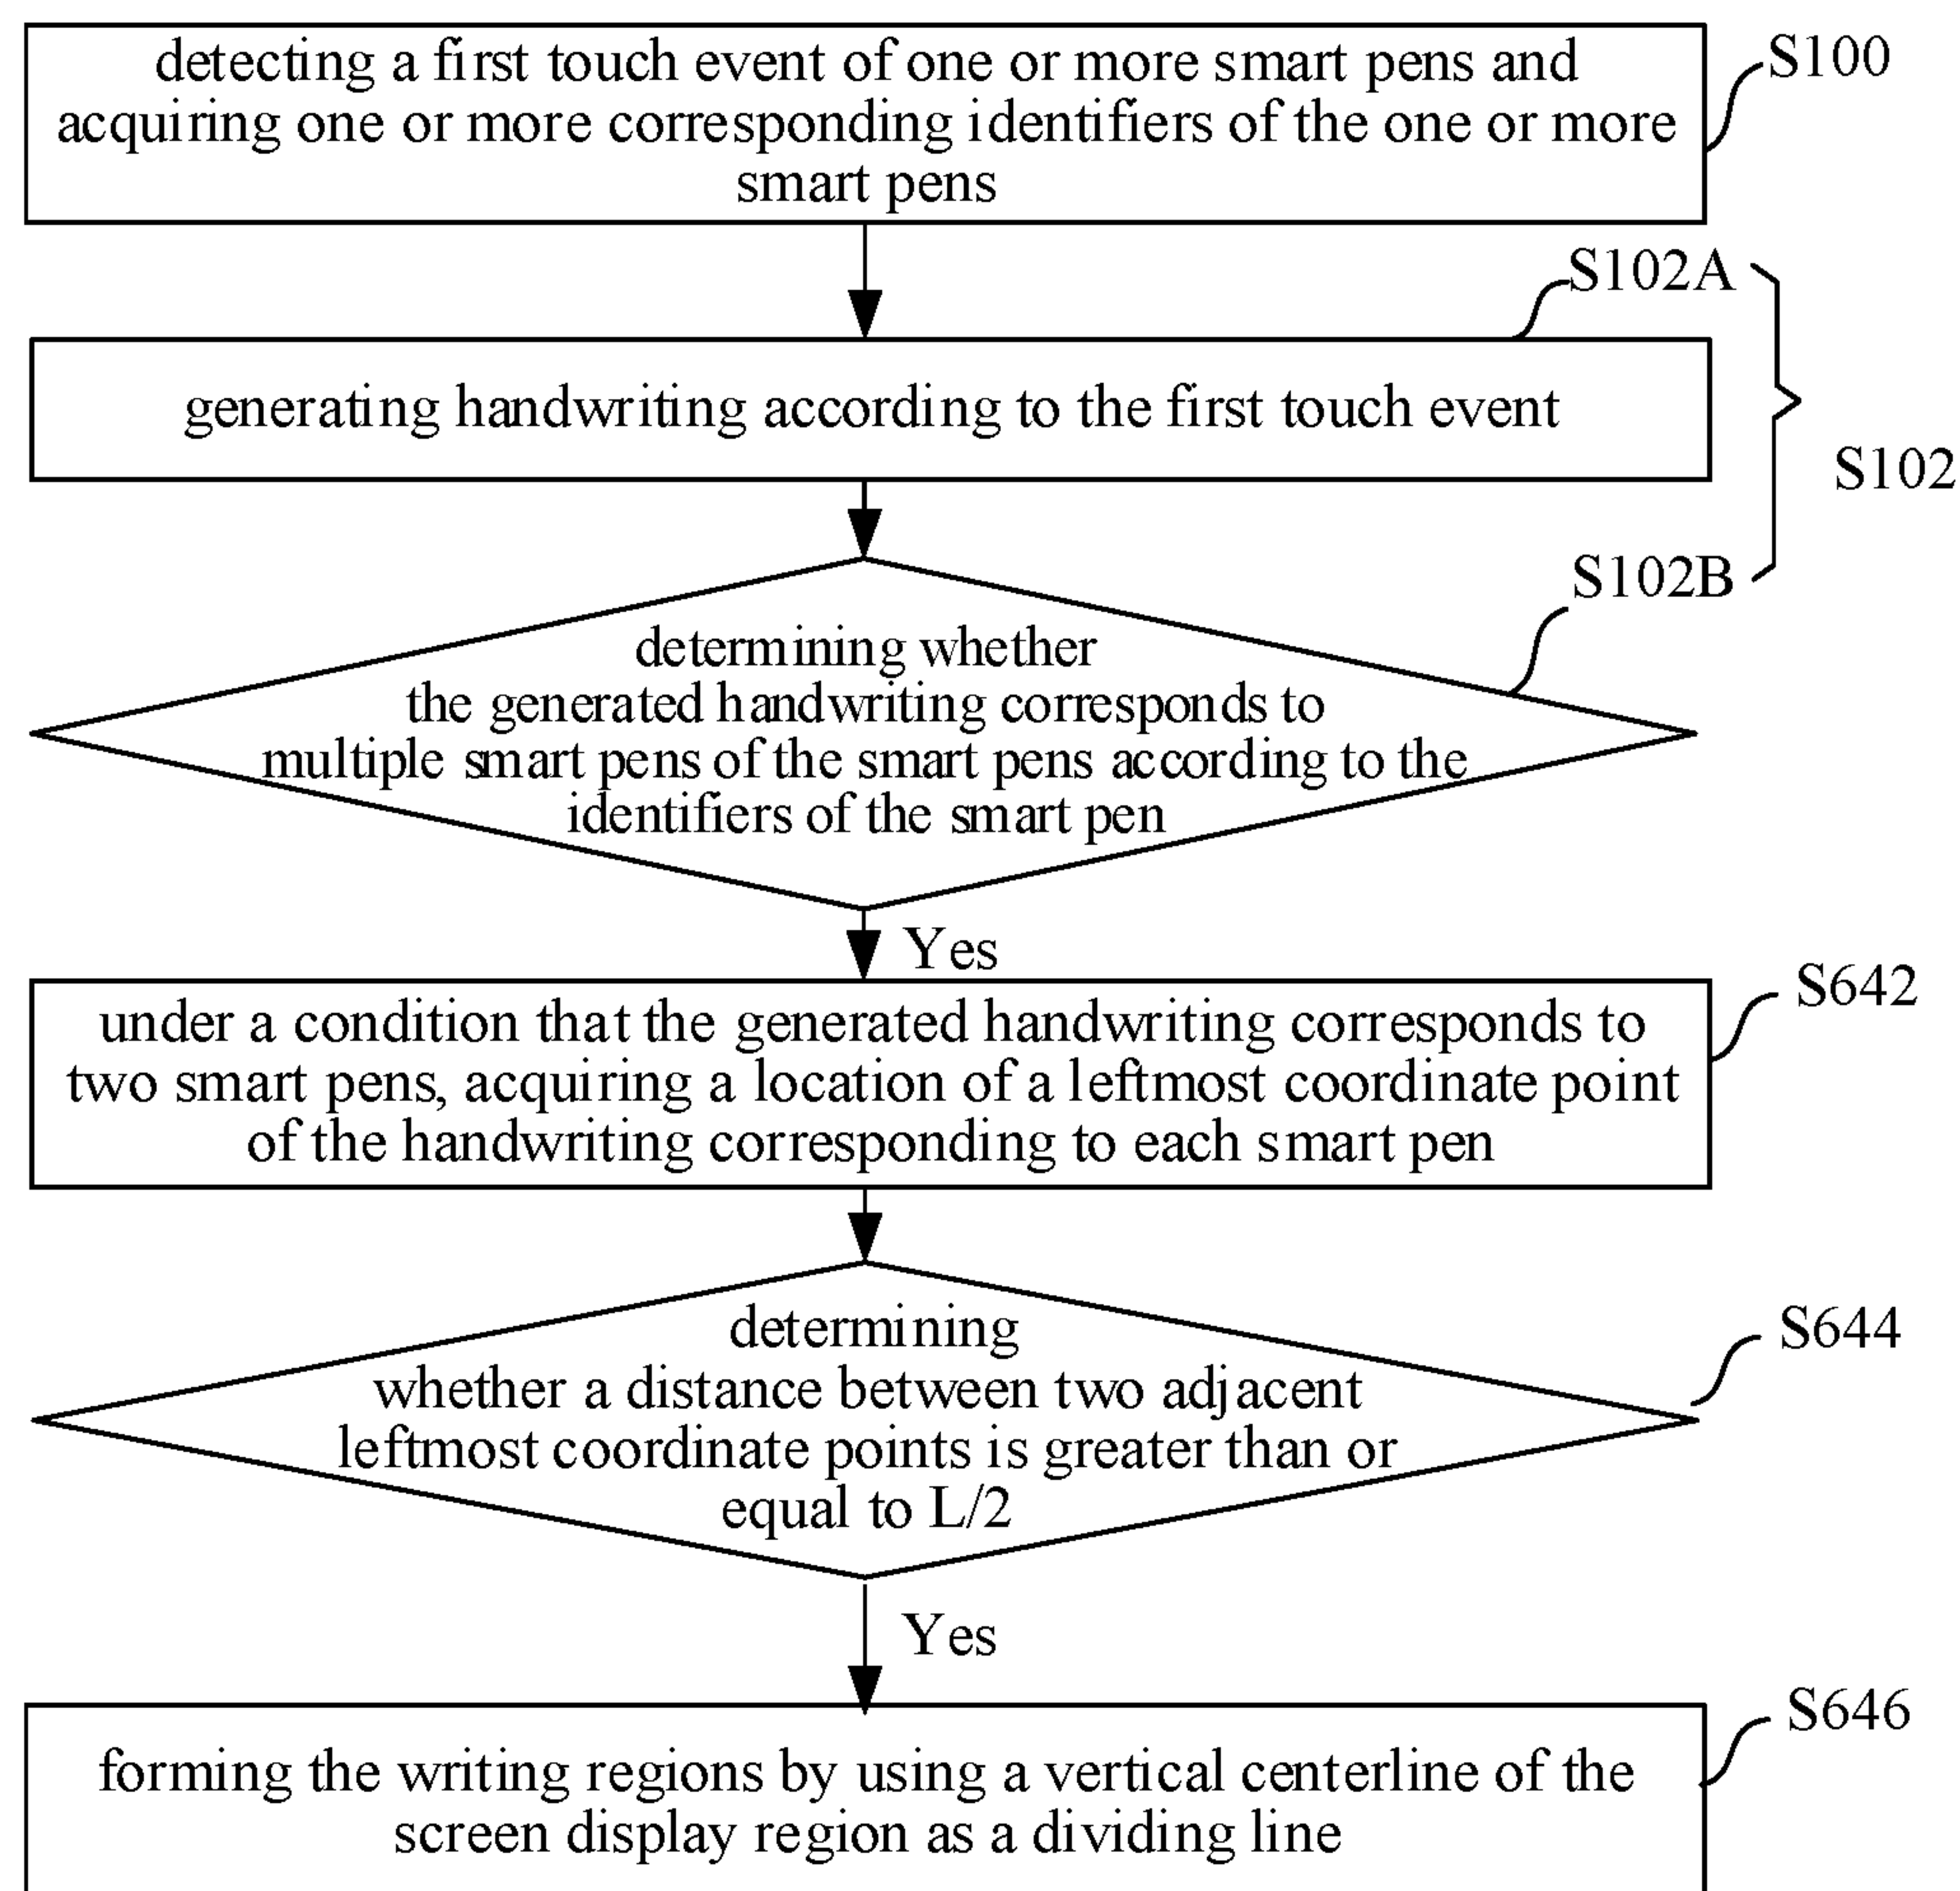 detecting a first touch event of one or more smart pens and
acquiring one or more corresponding identifiers of the one or more
smart pens
S100
S102A
generating handwriting according to the first touch event
S102
S102B
determining whether
the generated handwriting corresponds to
multiple smart pens of the smart pens according to the
identifiers of the smart pen
Yes
under a condition that the generated handwriting corresponds to
two smart pens, acquiring a location of a leftmost coordinate point
of the handwriting corresponding to each smart pen
S642
determining
whether a distance between two adjacent
leftmost coordinate points is greater than or
equal to L/2
S644
Yes
forming the writing regions by using a vertical centerline of the
screen display region as a dividing line
S646